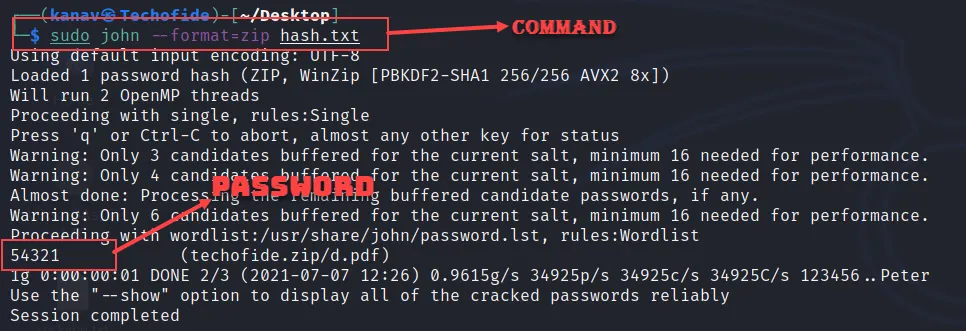 (kanav㉿Techofide)-[~/Desktop]
$ sudo john --format=zip hash.txt COMMAND
Using default input encoding: UTF-8
Loaded 1 password hash (ZIP, WinZip [PBKDF2-SHA1 256/256 AVX2 8x])
Will run 2 OpenMP threads
Proceeding with single, rules:Single
Press 'q' or Ctrl-C to abort, almost any other key for status
Warning: Only 3 candidates buffered for the current salt, minimum 16 needed for performance.
Warning: Only 4 candidates buffered for the current salt, minimum 16 needed for performance.
PASSWORD
Almost done: Processing the remaining buffered candidate passwords, if any.
Warning: Only 6 candidates buffered for the current salt, minimum 16 needed for performance.
Proceeding with wordlist:/usr/share/john/password.lst, rules:Wordlist
54321 (techofide.zip/d.pdf)
1g 0:00:00:01 DONE 2/3 (2021-07-07 12:26) 0.9615g/s 34925p/s 34925c/s 34925C/s 123456..Peter
Use the "--show" option to display all of the cracked passwords reliably
Session completed